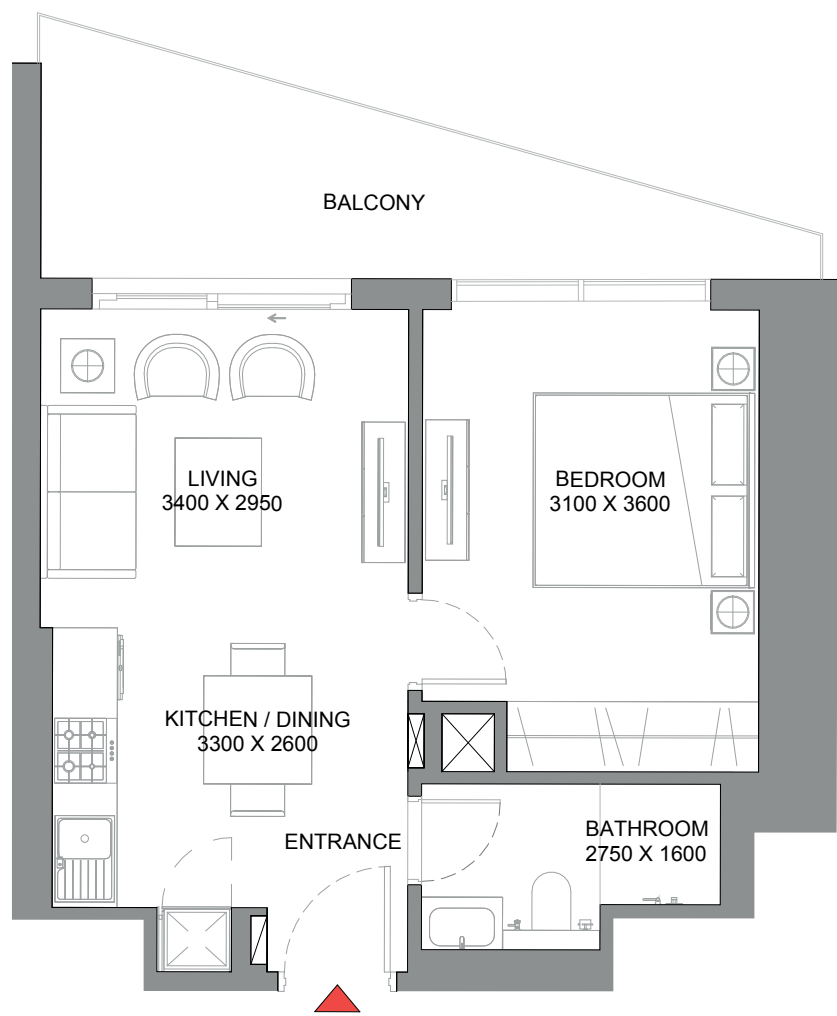 BALCONY
LIVING
3400 X 2950
BEDROOM
3100 X 3600
KITCHEN / DINING
3300 X 2600
ENTRANCE
BATHROOM
2750 X 1600